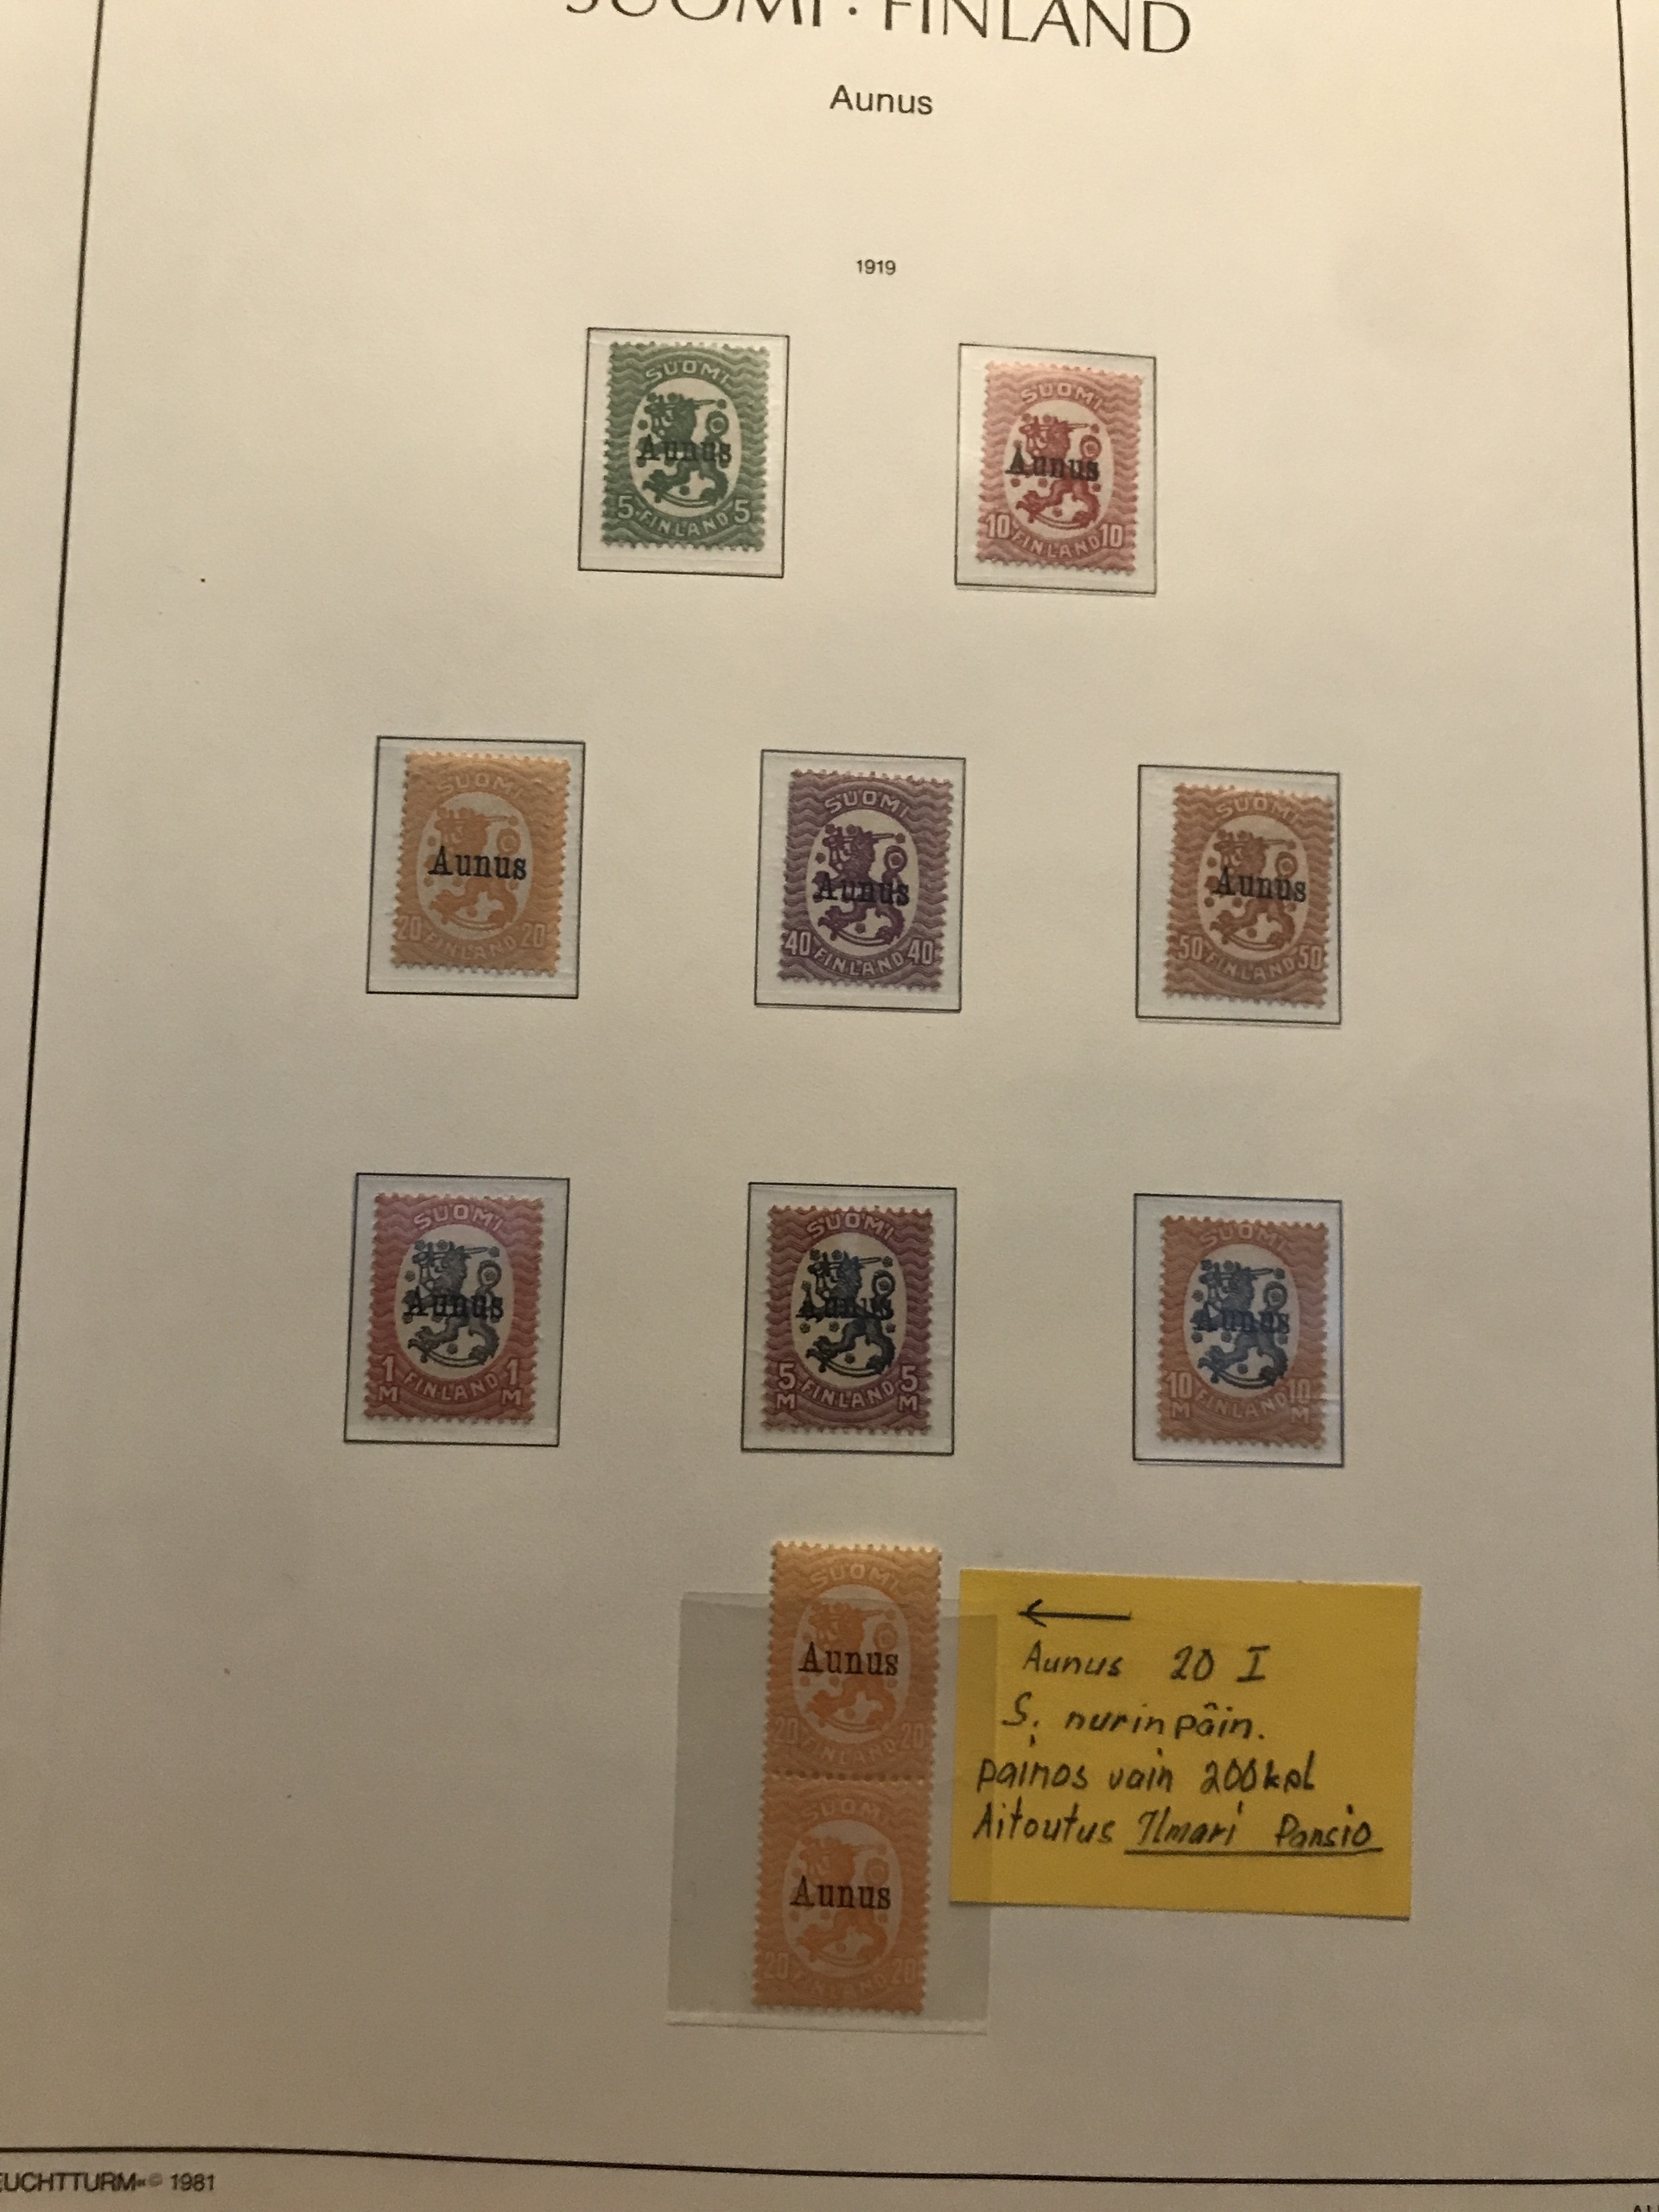 SUOMI · FINLAND
Aunus
1919
SUOMI
Aunus
5 FINLAND 5
SUOMI
Aunus
10 FINLAND 10
SUOMI
Aunus
20 FINLAND 20
SUOMI
Aunus
40 FINLAND 40
SUOMI
Aunus
50 FINLAND 50
SUOMI
Aunus
1 M FINLAND 1 M
SUOMI
Aunus
5 M FINLAND 5 M
SUOMI
Aunus
10 M FINLAND 10 M
SUOMI
Aunus
20 FINLAND 20
SUOMI
Aunus
20 FINLAND 20
Aunus 20 I
S. nurinpäin.
painos vain 200kpl
Aitoutus Ilmari Pansio
EUCHTTURM © 1981